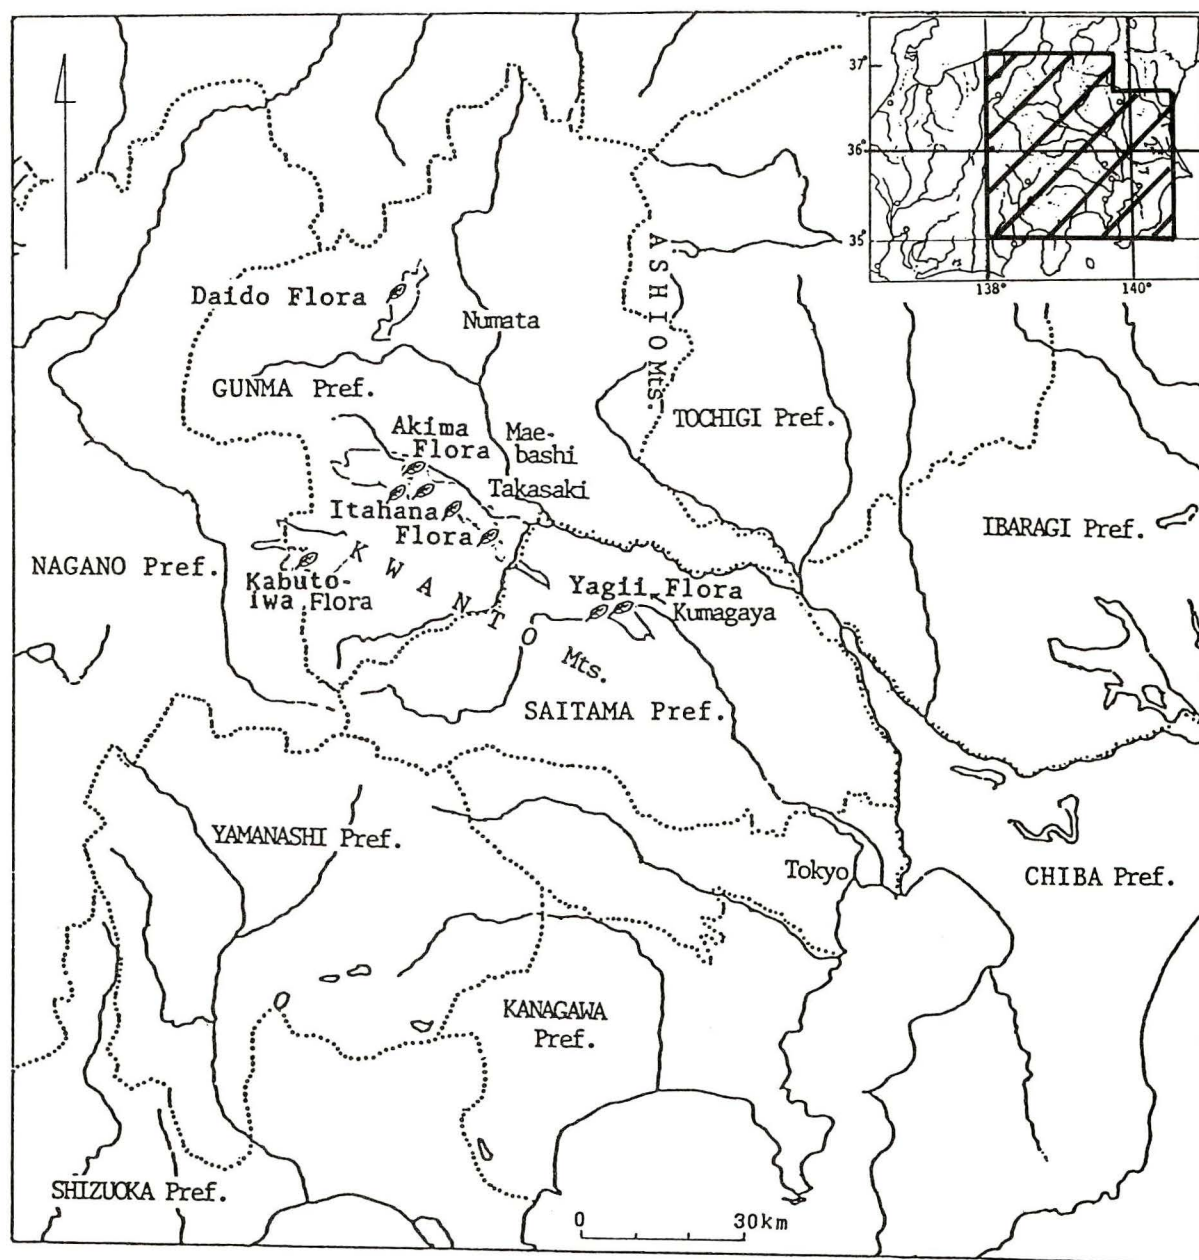 37°
36°
35°
138°
140°
ASHIO Mts.
Daido Flora
Numata
GUNMA Pref.
TOCHIGI Pref.
Akima
Flora
Mae-
bashi
Takasaki
Itahana
Flora
IBARAGI Pref.
NAGANO Pref.
KWANTO Mts.
Kabuto-
iwa Flora
Yagii Flora
Kumagaya
SAITAMA Pref.
YAMANASHI Pref.
Tokyo
CHIBA Pref.
KANAGAWA
Pref.
SHIZUOKA Pref.
0 30km